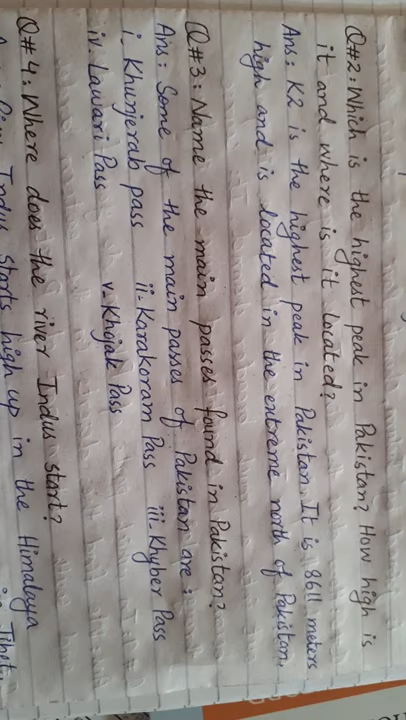 Q#2: Which is the highest peak in Pakistan? How high is
it and where is it located?
Ans: K2 is the highest peak in Pakistan. It is 8611 meters
high and is located in the extreme north of Pakistan.
Q#3: Name the main passes found in Pakistan?
Ans: Some of the main passes of Pakistan are:
i. Khunjerab pass ii. Karakoram Pass iii. Khyber Pass
iv. Lawari Pass v. Khojak Pass
Q#4: Where does the river Indus start?
Indus starts high up in the Himalaya
Tibet